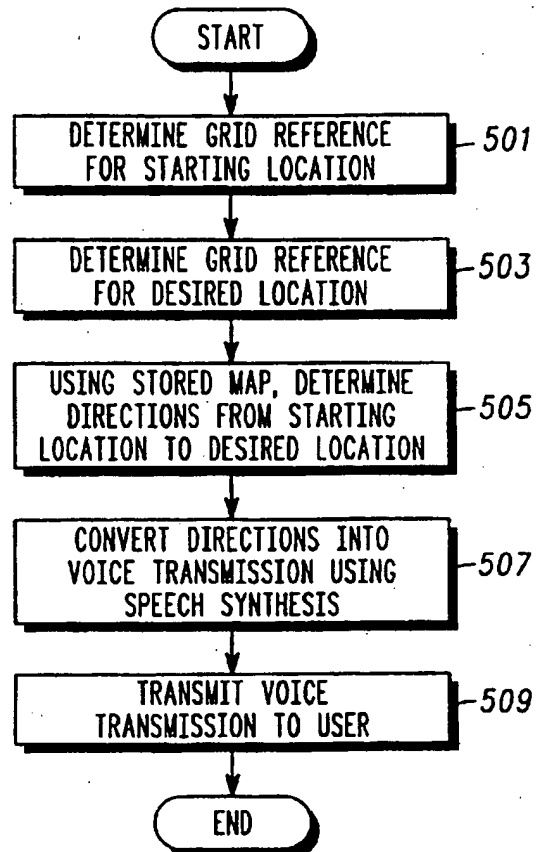 START
DETERMINE GRID REFERENCE
FOR STARTING LOCATION
501
DETERMINE GRID REFERENCE
FOR DESIRED LOCATION
503
USING STORED MAP, DETERMINE
DIRECTIONS FROM STARTING
LOCATION TO DESIRED LOCATION
505
CONVERT DIRECTIONS INTO
VOICE TRANSMISSION USING
SPEECH SYNTHESIS
507
TRANSMIT VOICE
TRANSMISSION TO USER
509
END